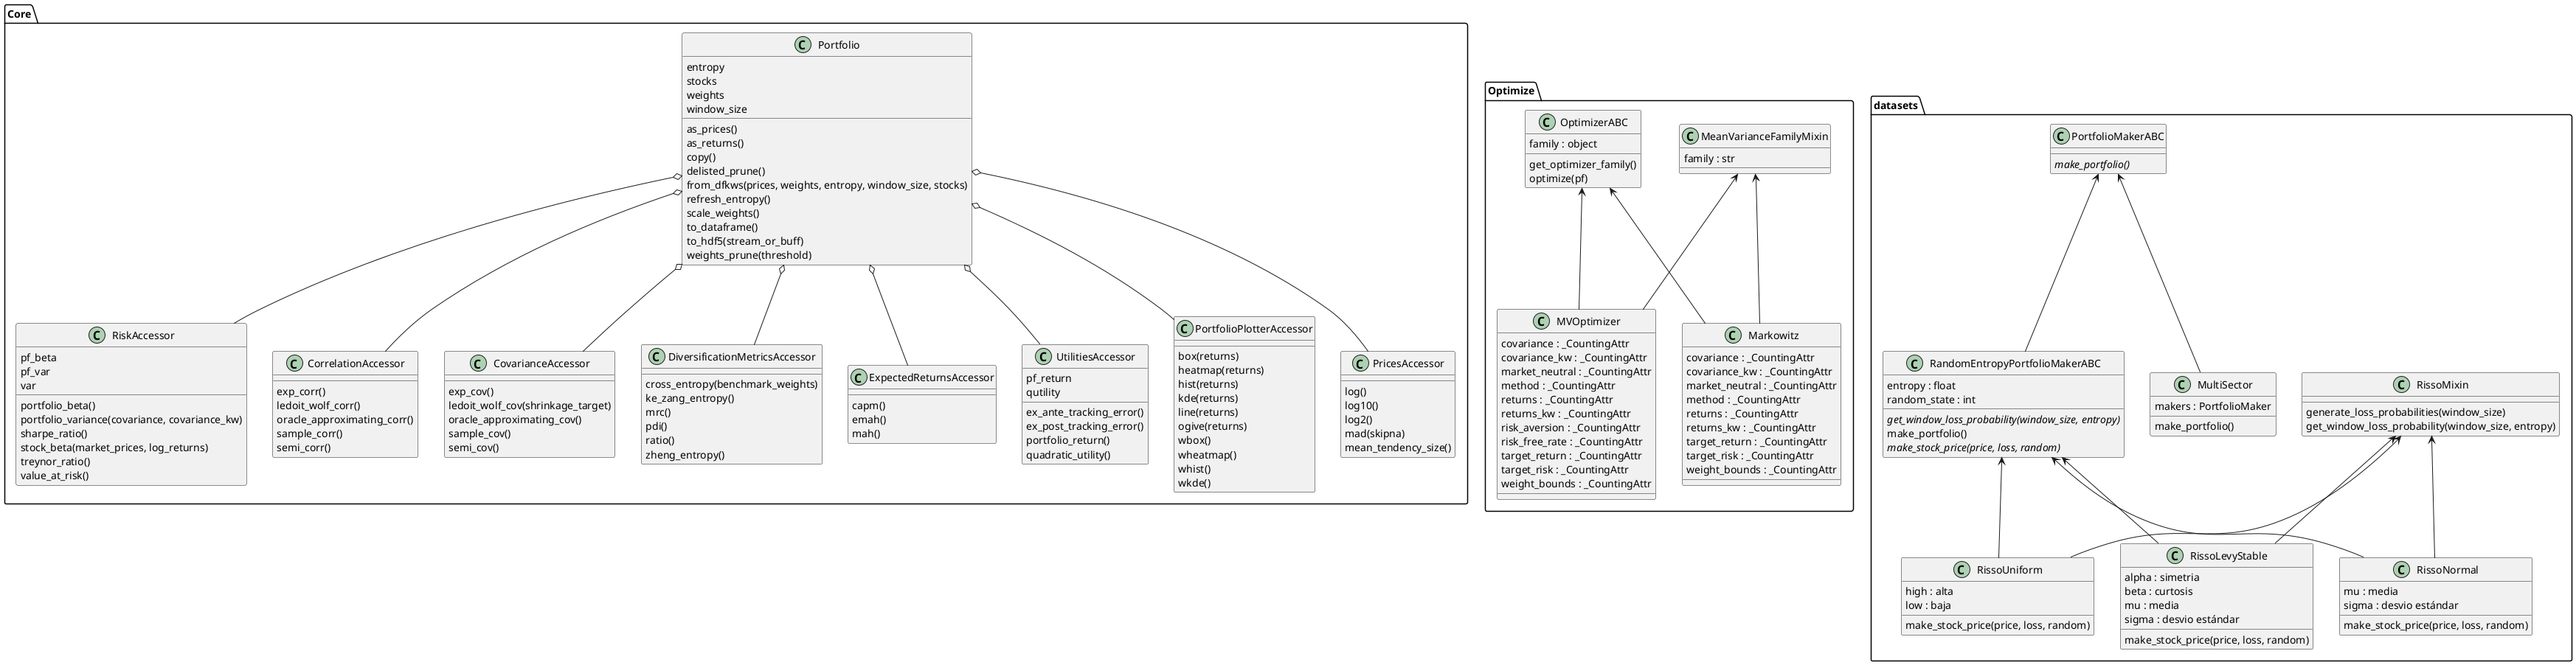 Core
C Portfolio
entropy
stocks
weights
window_size
as_prices()
as_returns()
copy()
delisted_prune()
from_dfkws(prices, weights, entropy, window_size, stocks)
refresh_entropy()
scale_weights()
to_dataframe()
to_hdf5(stream_or_buff)
weights_prune(threshold)
C RiskAccessor
pf_beta
pf_var
var
portfolio_beta()
portfolio_variance(covariance, covariance_kw)
sharpe_ratio()
stock_beta(market_prices, log_returns)
treynor_ratio()
value_at_risk()
C CorrelationAccessor
exp_corr()
ledoit_wolf_corr()
oracle_approximating_corr()
sample_corr()
semi_corr()
C CovarianceAccessor
exp_cov()
ledoit_wolf_cov(shrinkage_target)
oracle_approximating_cov()
sample_cov()
semi_cov()
C DiversificationMetricsAccessor
cross_entropy(benchmark_weights)
ke_zang_entropy()
mrc()
pdi()
ratio()
zheng_entropy()
C ExpectedReturnsAccessor
capm()
emah()
mah()
C UtilitiesAccessor
pf_return
qutility
ex_ante_tracking_error()
ex_post_tracking_error()
portfolio_return()
quadratic_utility()
C PortfolioPlotterAccessor
box(returns)
heatmap(returns)
hist(returns)
kde(returns)
line(returns)
ogive(returns)
wbox()
wheatmap()
whist()
wkde()
C PricesAccessor
log()
log10()
log2()
mad(skipna)
mean_tendency_size()
Optimize
C OptimizerABC
family : object
get_optimizer_family()
optimize(pf)
C MeanVarianceFamilyMixin
family : str
C MVOptimizer
covariance : _CountingAttr
covariance_kw : _CountingAttr
market_neutral : _CountingAttr
method : _CountingAttr
returns : _CountingAttr
returns_kw : _CountingAttr
risk_aversion : _CountingAttr
risk_free_rate : _CountingAttr
target_return : _CountingAttr
target_risk : _CountingAttr
weight_bounds : _CountingAttr
C Markowitz
covariance : _CountingAttr
covariance_kw : _CountingAttr
market_neutral : _CountingAttr
method : _CountingAttr
returns : _CountingAttr
returns_kw : _CountingAttr
target_return : _CountingAttr
target_risk : _CountingAttr
weight_bounds : _CountingAttr
datasets
C PortfolioMakerABC
make_portfolio()
C RandomEntropyPortfolioMakerABC
entropy : float
random_state : int
get_window_loss_probability(window_size, entropy)
make_portfolio()
make_stock_price(price, loss, random)
C MultiSector
makers : PortfolioMaker
make_portfolio()
C RissoMixin
generate_loss_probabilities(window_size)
get_window_loss_probability(window_size, entropy)
C RissoUniform
high : alta
low : baja
make_stock_price(price, loss, random)
C RissoLevyStable
alpha : simetria
beta : curtosis
mu : media
sigma : desvio estándar
make_stock_price(price, loss, random)
C RissoNormal
mu : media
sigma : desvio estándar
make_stock_price(price, loss, random)